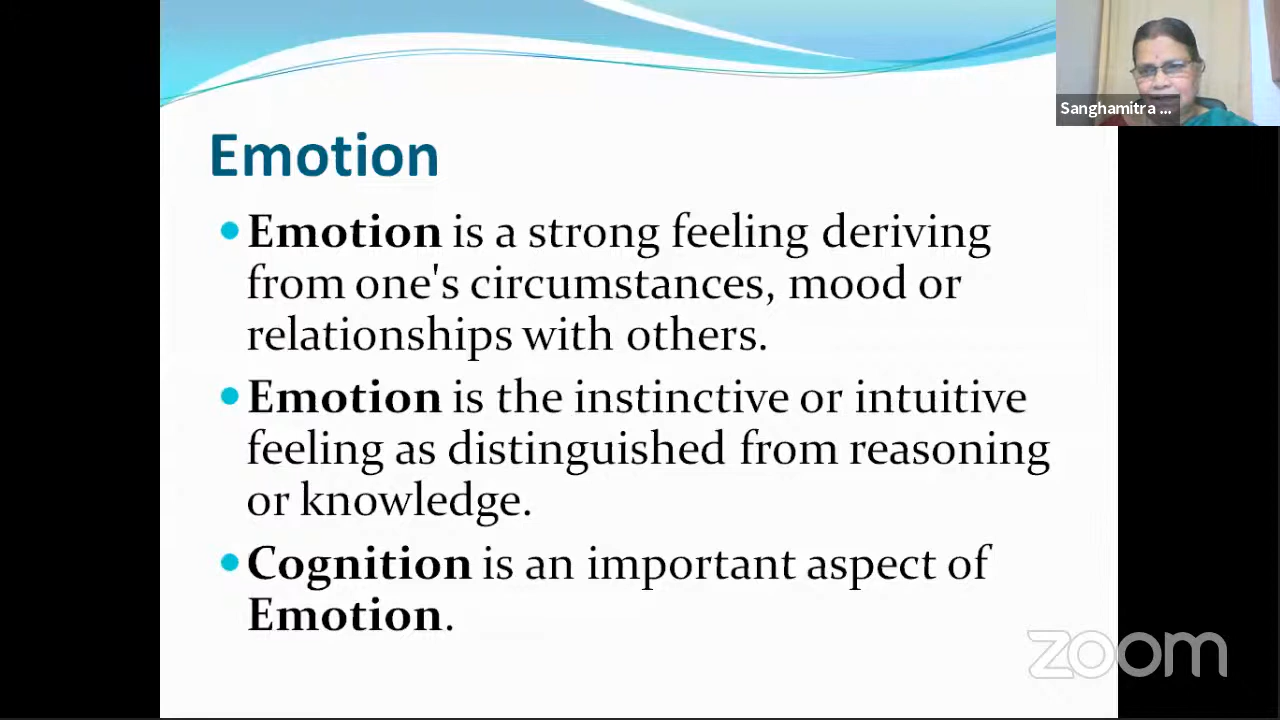 Sanghamitra ...
Emotion
Emotion is a strong feeling deriving
from one's circumstances, mood or
relationships with others.
Emotion is the instinctive or intuitive
feeling as distinguished from reasoning
or knowledge.
Cognition is an important aspect of
Emotion.
zoom